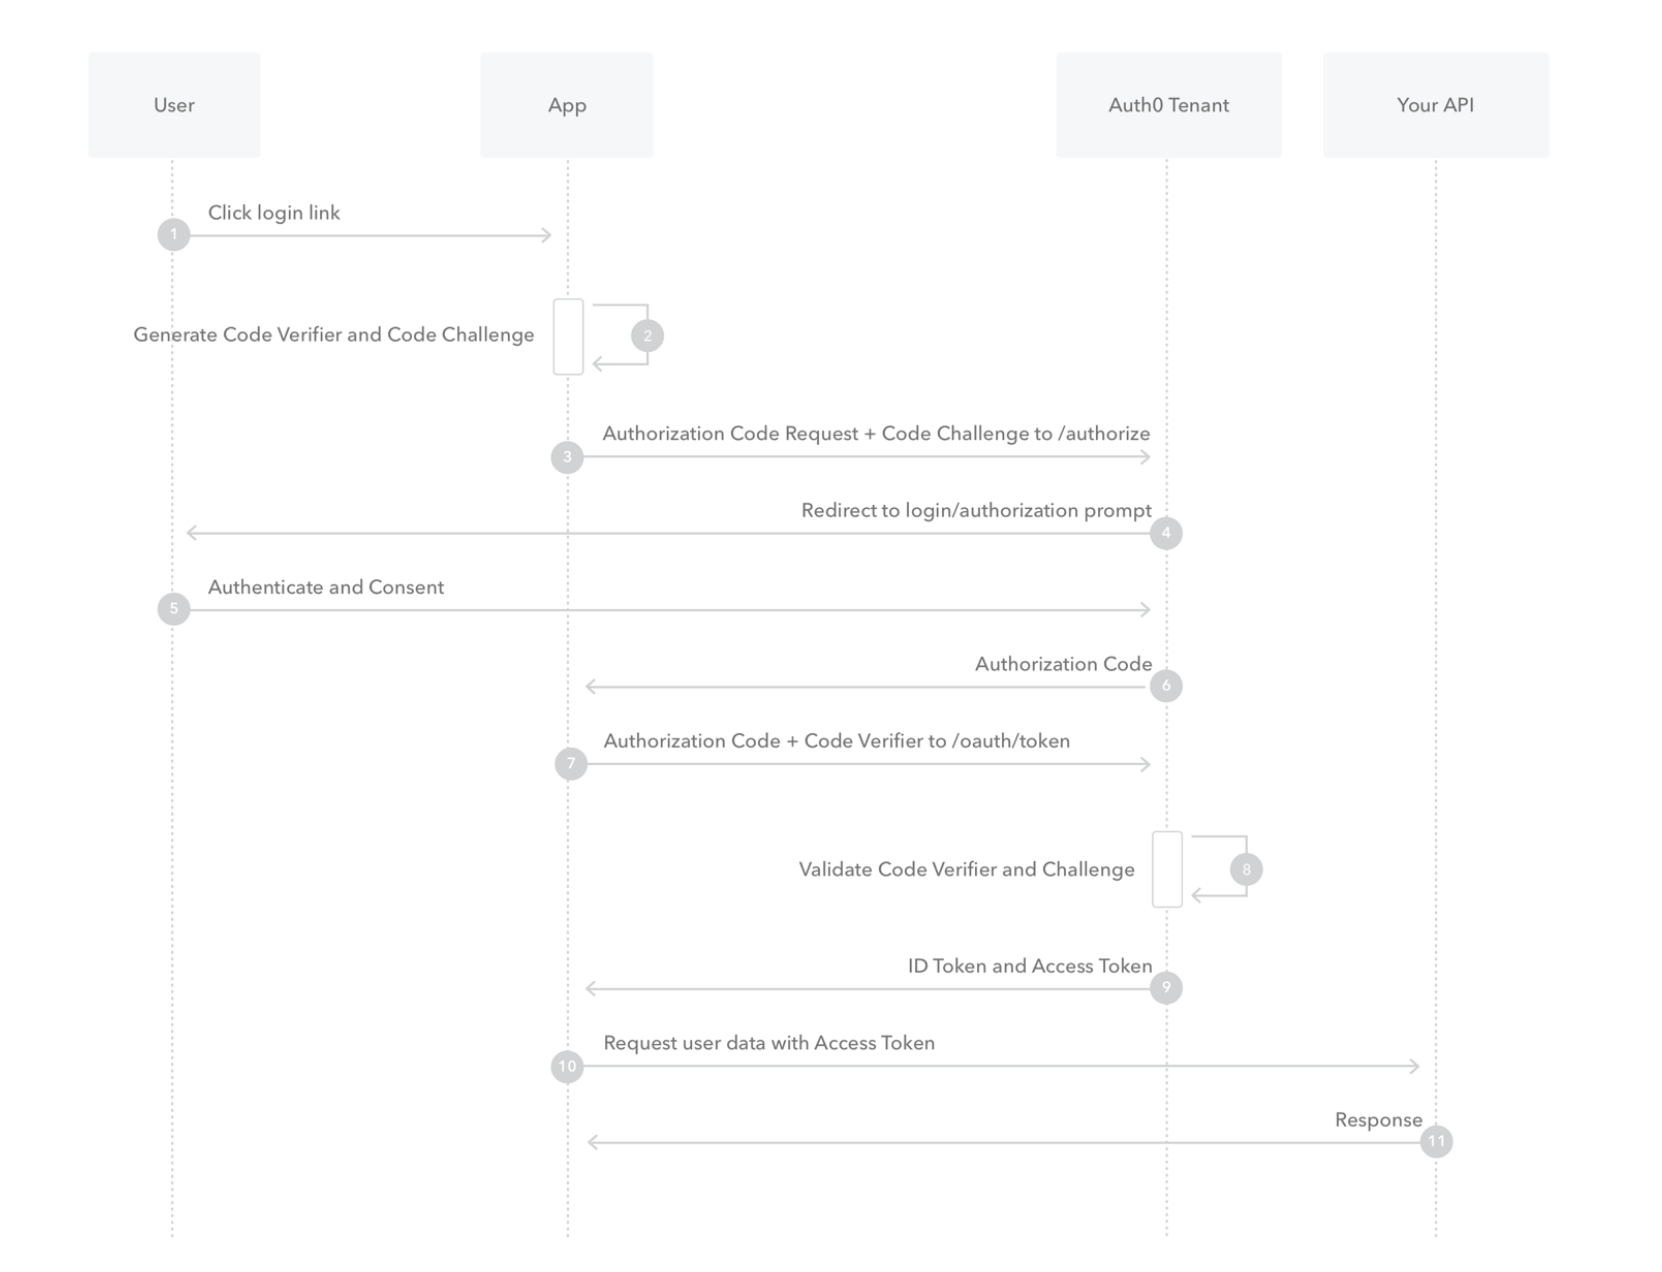 User
App
Auth0 Tenant
Your API
Click login link
1
Generate Code Verifier and Code Challenge
2
Authorization Code Request + Code Challenge to /authorize
3
Redirect to login/authorization prompt
4
Authenticate and Consent
5
Authorization Code
6
Authorization Code + Code Verifier to /oauth/token
7
Validate Code Verifier and Challenge
8
ID Token and Access Token
9
Request user data with Access Token
10
Response
11